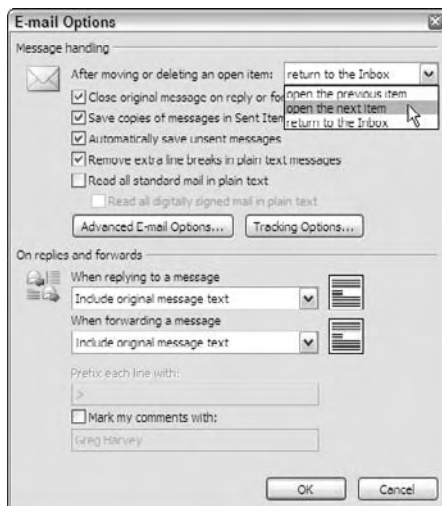 E-mail Options
Message handling
After moving or deleting an open item: return to the Inbox
open the previous item
Close original message on reply or for
open the next item
Save copies of messages in Sent Item
return to the Inbox
Automatically save unsent messages
Remove extra line breaks in plain text messages
Read all standard mail in plain text
Read all digitally signed mail in plain text
Advanced E-mail Options... Tracking Options...
On replies and forwards
When replying to a message
Include original message text
When forwarding a message
Include original message text
Prefix each line with:
>
Mark my comments with:
Greg Harvey
OK Cancel